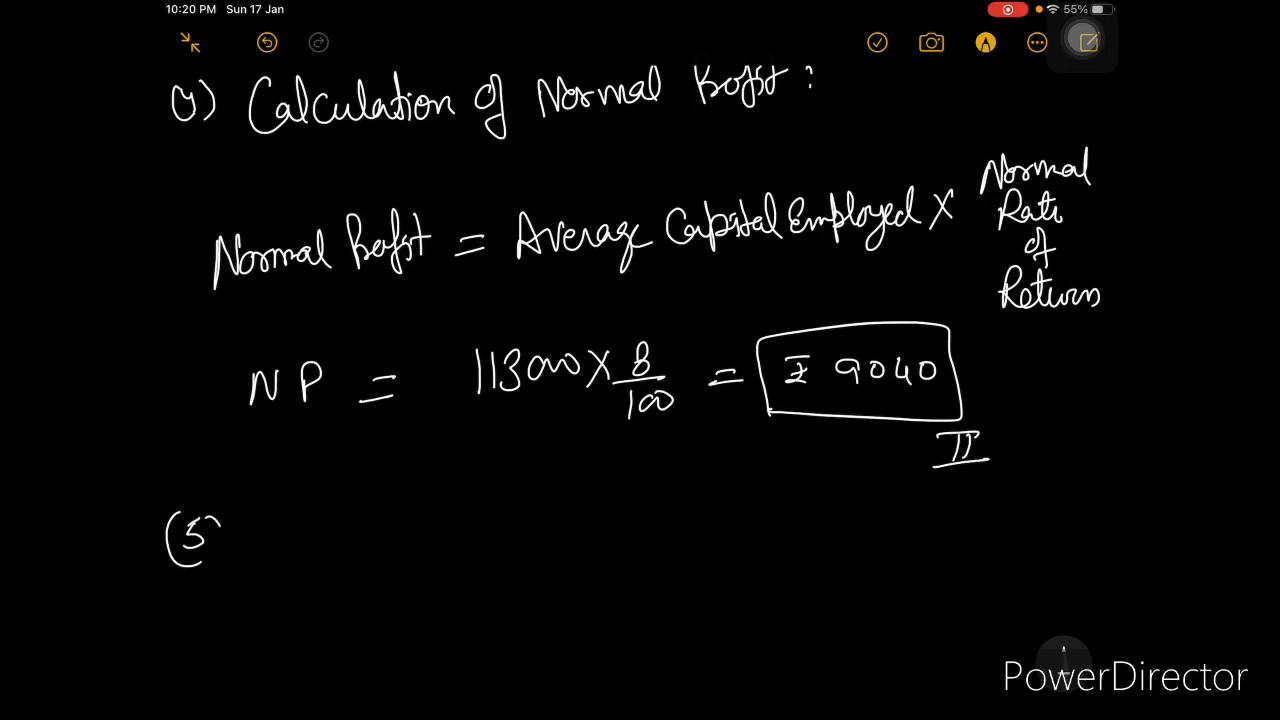 10:20 PM Sun 17 Jan 55%
4) Calculation of Normal Profit :
Normal Profit = Average Capital Employed X Normal
Rate
of
Return
NP = 113000 X 8/100 = ₹ 9040
II
(5)
PowerDirector